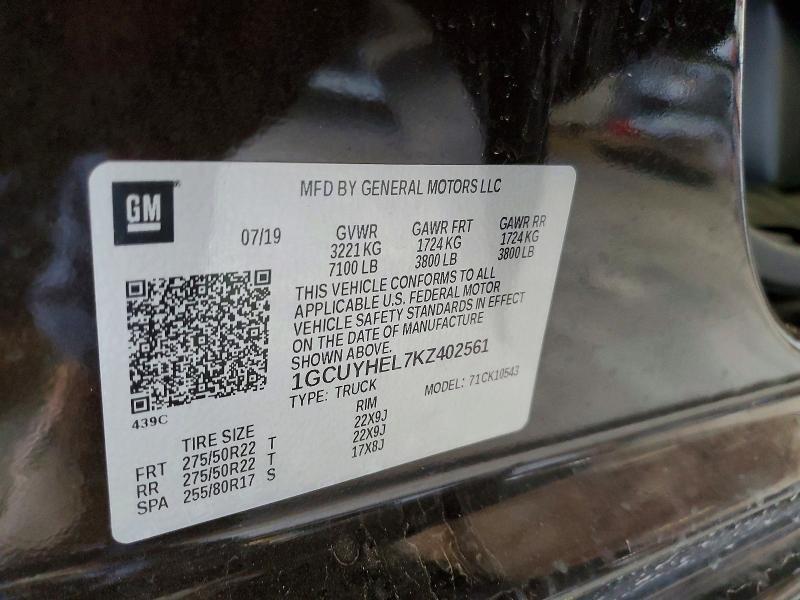 GM
MFD BY GENERAL MOTORS LLC
07/19
GVWR GAWR FRT GAWR RR
3221 KG 1724 KG 1724 KG
7100 LB 3800 LB 3800 LB
THIS VEHICLE CONFORMS TO ALL
APPLICABLE U.S. FEDERAL MOTOR
VEHICLE SAFETY STANDARDS IN EFFECT
ON THE DATE OF MANUFACTURE
SHOWN ABOVE.
1GCUYHEL7KZ402561
TYPE: TRUCK MODEL: 71CK10543
439C
TIRE SIZE RIM
FRT 275/50R22 T 22X9J
RR 275/50R22 T 22X9J
SPA 255/80R17 S 17X8J